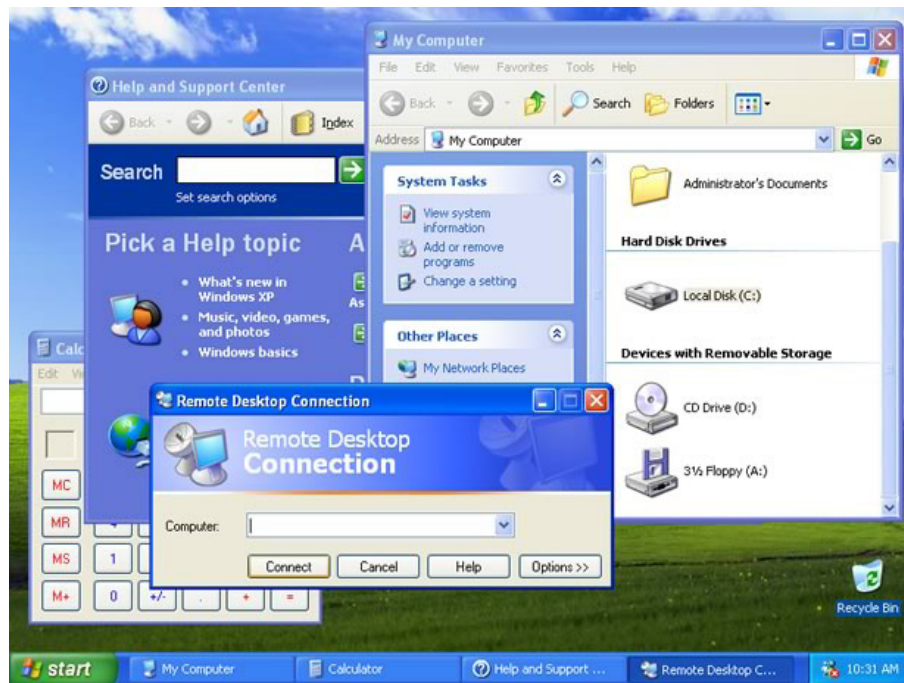 My Computer
File Edit View Favorites Tools Help
Back Search Folders
Address My Computer Go
System Tasks
View system
information
Add or remove
programs
Change a setting
Other Places
My Network Places
Administrator's Documents
Hard Disk Drives
Local Disk (C:)
Devices with Removable Storage
CD Drive (D:)
3½ Floppy (A:)
Help and Support Center
Back Index
Search
Set search options
Pick a Help topic A
What's new in
Windows XP
As
Music, video, games,
and photos
Windows basics
Calc
Edit
MC
MR
MS 1
M+ 0 +/- . + =
Remote Desktop Connection
Remote Desktop
Connection
Computer:
Connect Cancel Help Options >>
Recycle Bin
start My Computer Calculator Help and Support ... Remote Desktop C... 10:31 AM